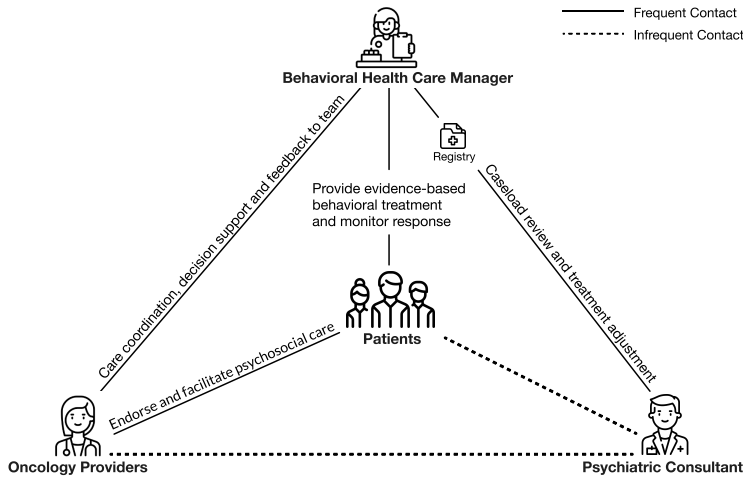 Frequent Contact
Infrequent Contact
Behavioral Health Care Manager
Registry
Care coordination, decision support and feedback to team
Provide evidence-based
behavioral treatment
and monitor response
Caseload review and treatment adjustment
Patients
Endorse and facilitate psychosocial care
Oncology Providers
Psychiatric Consultant